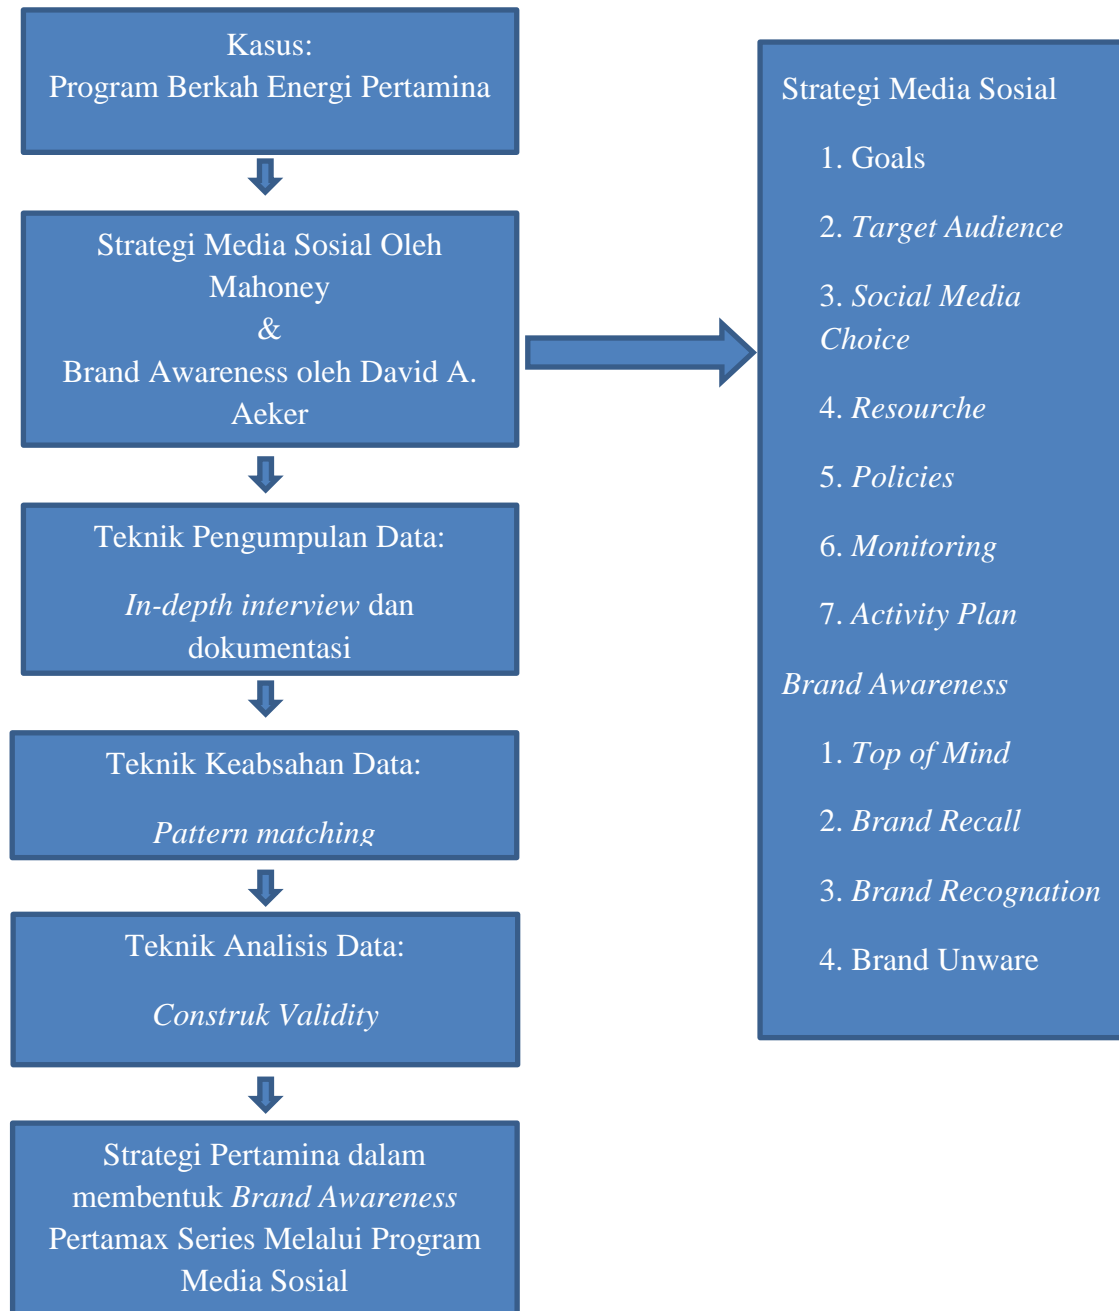 Kasus:
Program Berkah Energi Pertamina
Strategi Media Sosial Oleh
Mahoney
&
Brand Awareness oleh David A.
Aeker
Teknik Pengumpulan Data:
In-depth interview dan
dokumentasi
Teknik Keabsahan Data:
Pattern matching
Teknik Analisis Data:
Construk Validity
Strategi Pertamina dalam
membentuk Brand Awareness
Pertamax Series Melalui Program
Media Sosial
Strategi Media Sosial
1. Goals
2. Target Audience
3. Social Media
Choice
4. Resourche
5. Policies
6. Monitoring
7. Activity Plan
Brand Awareness
1. Top of Mind
2. Brand Recall
3. Brand Recognation
4. Brand Unware